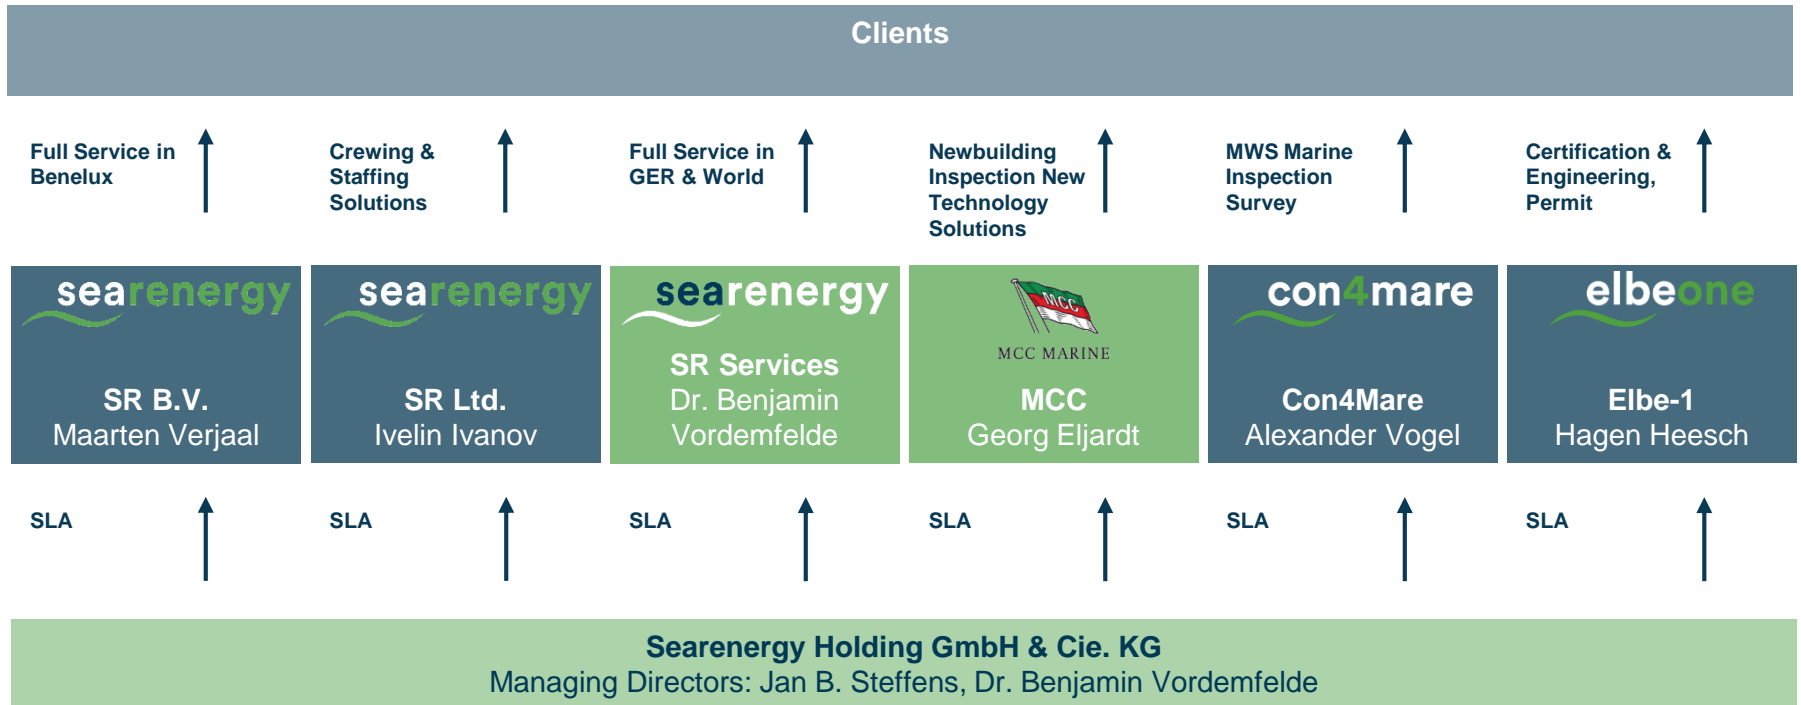 Clients
Full Service in
Benelux
Crewing &
Staffing
Solutions
Full Service in
GER & World
Newbuilding
Inspection New
Technology
Solutions
MWS Marine
Inspection
Survey
Certification &
Engineering,
Permit
searenergy
SR B.V.
Maarten Verjaal
searenergy
SR Ltd.
Ivelin Ivanov
searenergy
SR Services
Dr. Benjamin
Vordemfelde
MCC
MCC MARINE
MCC
Georg Eljardt
con4mare
Con4Mare
Alexander Vogel
elbeone
Elbe-1
Hagen Heesch
SLA
SLA
SLA
SLA
SLA
SLA
Searenergy Holding GmbH & Cie. KG
Managing Directors: Jan B. Steffens, Dr. Benjamin Vordemfelde